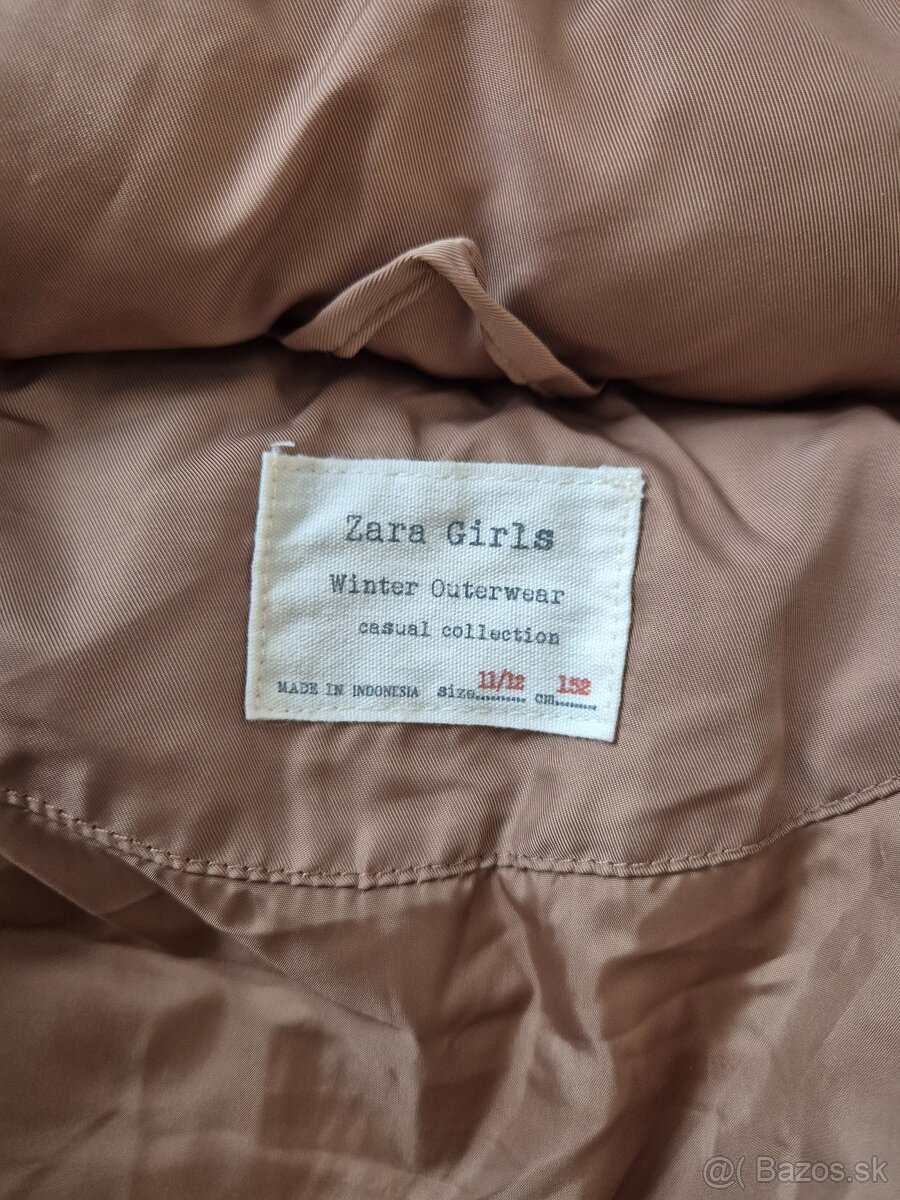 Zara Girls
Winter Outerwear
casual collection
MADE IN INDONESIA size.......... 11/12 cm......... 152
@( Bazos.sk